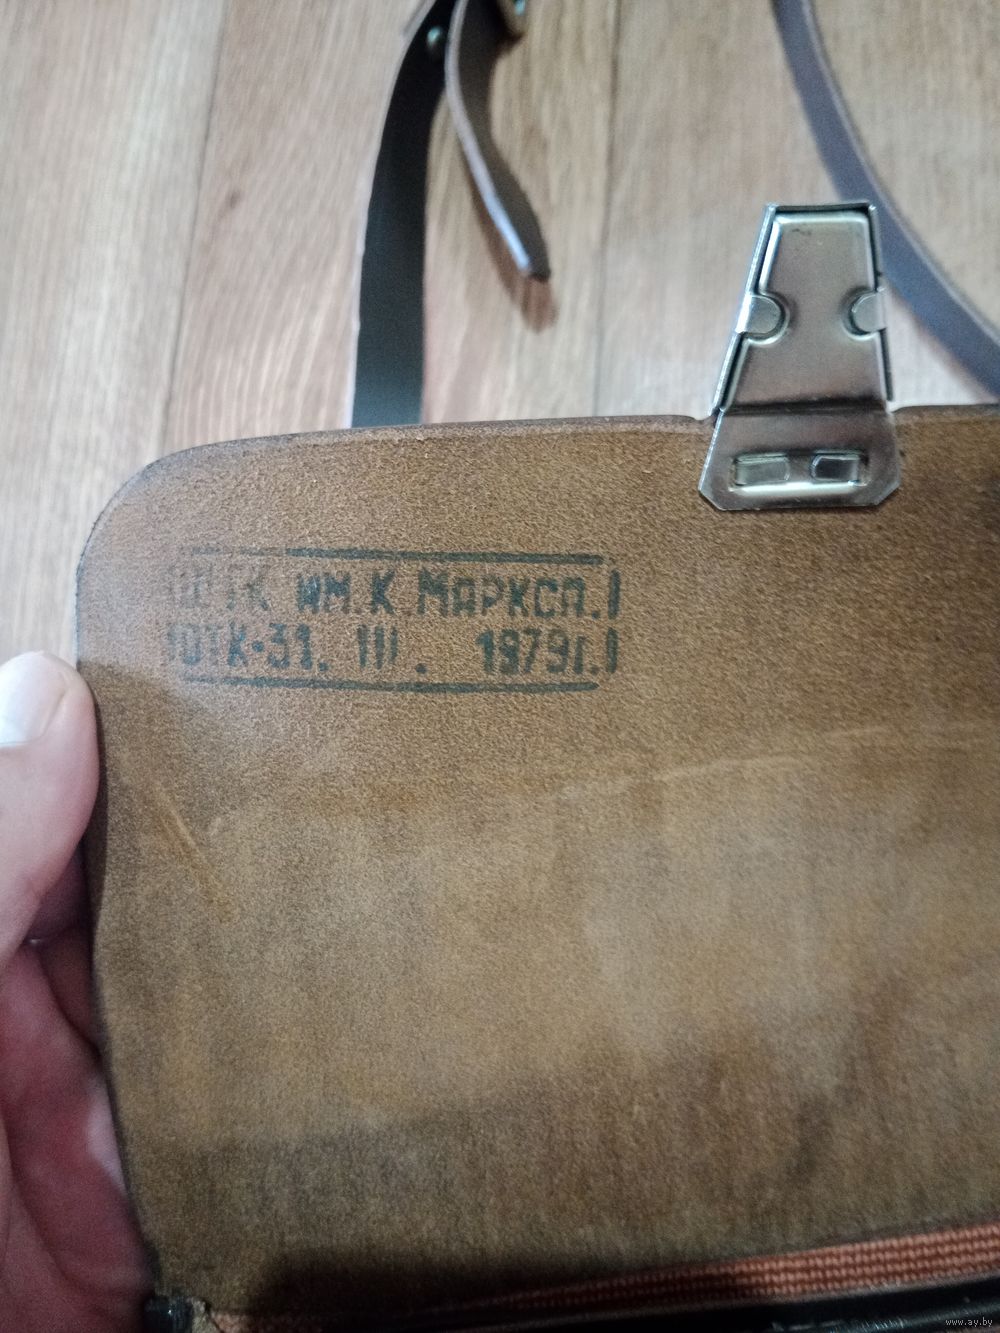 им. К. Маркса.
ОТК·31. III. 1979г.
www.ay.by